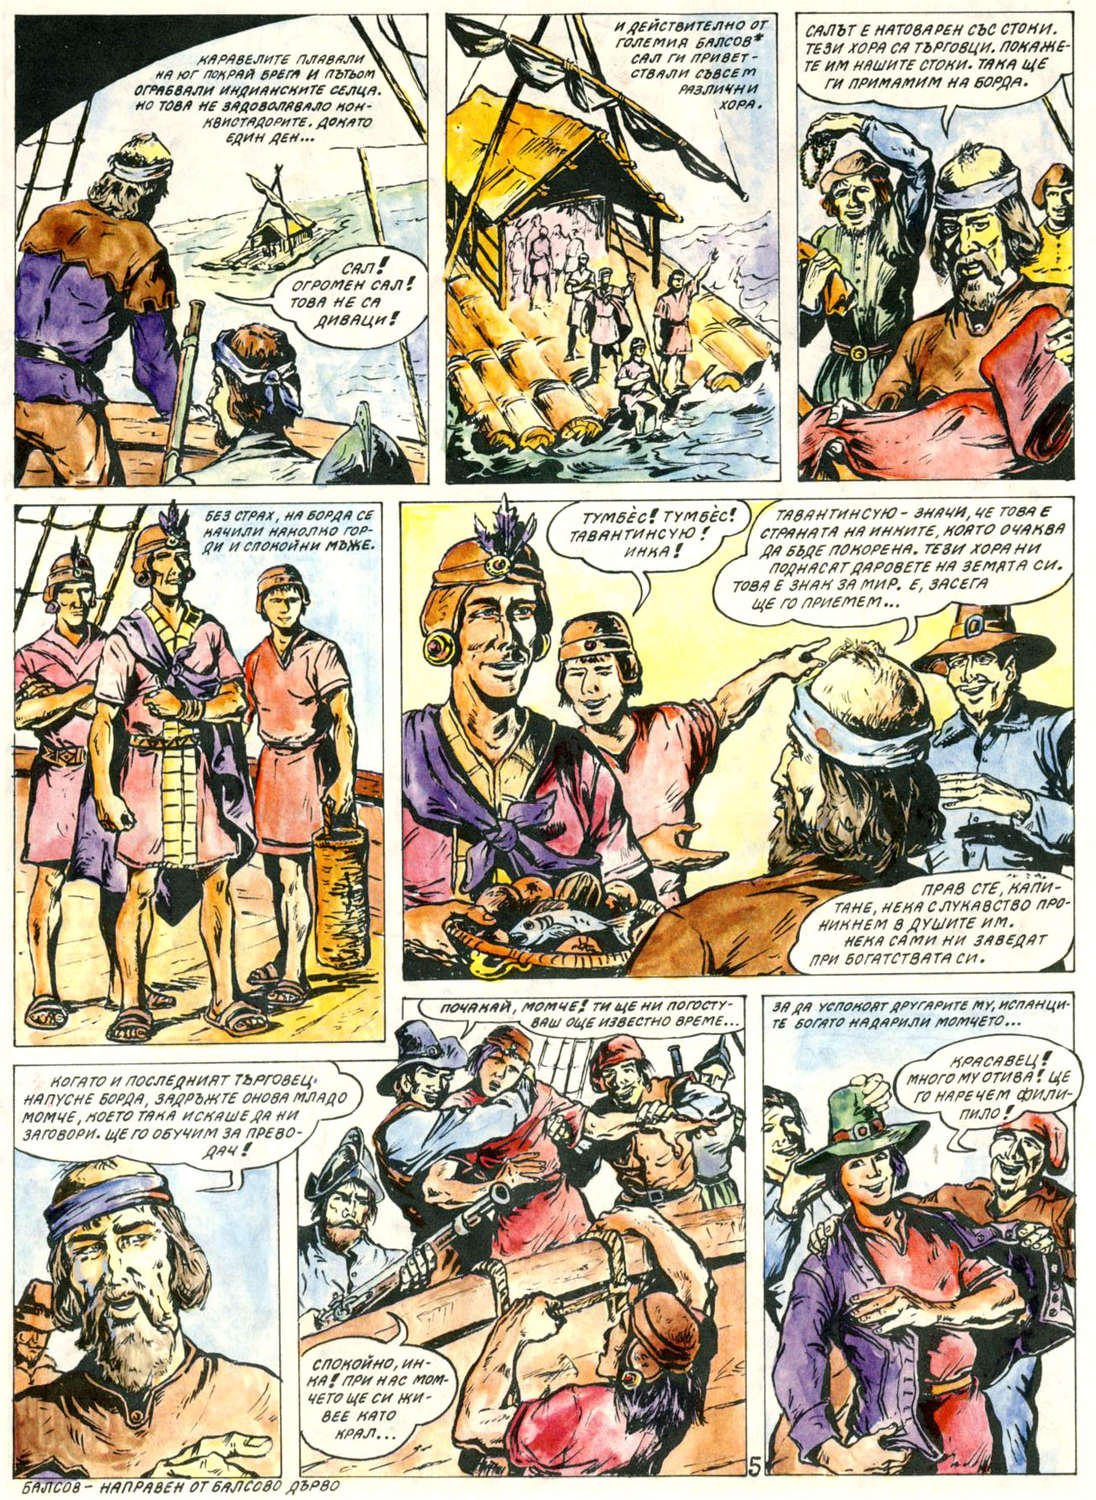 КАРАВЕЛИТЕ ПЛАВАЛИ
НА ЮГ ПОКРАЙ БРЕГА И ПЪТЬОМ
ОГРАБВАЛИ ИНДИАНСКИТЕ СЕЛЦА.
НО ТОВА НЕ ЗАДОВОЛЯВАЛО КОН-
КВИСТАДОРИТЕ. ДОКАТО
ЕДИН ДЕН...
САЛ!
ОГРОМЕН САЛ!
ТОВА НЕ СА
ДИВАЦИ!
И ДЕЙСТВИТЕЛНО ОТ
ГОЛЕМИЯ БАЛСОВ*
САЛ ГИ ПРИВЕТ-
СТВАЛИ СЪВСЕМ
РАЗЛИЧНИ
ХОРА.
САЛЪТ Е НАТОВАРЕН СЪС СТОКИ.
ТЕЗИ ХОРА СА ТЪРГОВЦИ. ПОКАЖЕ-
ТЕ ИМ НАШИТЕ СТОКИ. ТАКА ЩЕ
ГИ ПРИМАМИМ НА БОРДА.
БЕЗ СТРАХ, НА БОРДА СЕ
КАЧИЛИ НАКОЛКО ГОР-
ДИ И СПОКОЙНИ МЪЖЕ.
ТУМБЀС! ТУМБЀС!
ТАВАНТИНСУЮ!
ИНКА!
ТАВАНТИНСУЮ - ЗНАЧИ, ЧЕ ТОВА Е
СТРАНАТА НА ИНКИТЕ, КОЯТО ОЧАКВА
ДА БЪДЕ ПОКОРЕНА. ТЕЗИ ХОРА НИ
ПОДНАСЯТ ДАРОВЕТЕ НА ЗЕМЯТА СИ.
ТОВА Е ЗНАК ЗА МИР. Е, ЗАСЕГА
ЩЕ ГО ПРИЕМЕМ...
ПРАВ СТЕ, КАПИ-
ТАНЕ, НЕКА С ЛУКАВСТВО ПРО-
НИКНЕМ В ДУШИТЕ ИМ.
НЕКА САМИ НИ ЗАВЕДАТ
ПРИ БОГАТСТВАТА СИ.
КОГАТО И ПОСЛЕДНИЯТ ТЪРГОВЕЦ
НАПУСНЕ БОРДА, ЗАДРЪЖТЕ ОНОВА МЛАДО
МОМЧЕ, КОЕТО ТАКА ИСКАШЕ ДА НИ
ЗАГОВОРИ. ЩЕ ГО ОБУЧИМ ЗА ПРЕВО-
ДАЧ!
ПОЧАКАЙ, МОМЧЕ! ТИ ЩЕ НИ ПОГОСТУ-
ВАШ ОЩЕ ИЗВЕСТНО ВРЕМЕ...
СПОКОЙНО, ИН-
КА! ПРИ НАС МОМ-
ЧЕТО ЩЕ СИ ЖИ-
ВЕЕ КАТО
КРАЛ...
ЗА ДА УСПОКОЯТ ДРУГАРИТЕ МУ, ИСПАНЦИ-
ТЕ БОГАТО НАДАРИЛИ МОМЧЕТО...
КРАСАВЕЦ!
МНОГО МУ ОТИВА! ЩЕ
ГО НАРЕЧЕМ ФИЛИ-
ПИЛО!
5
БАЛСОВ - НАПРАВЕН ОТ БАЛСОВО ДЪРВО